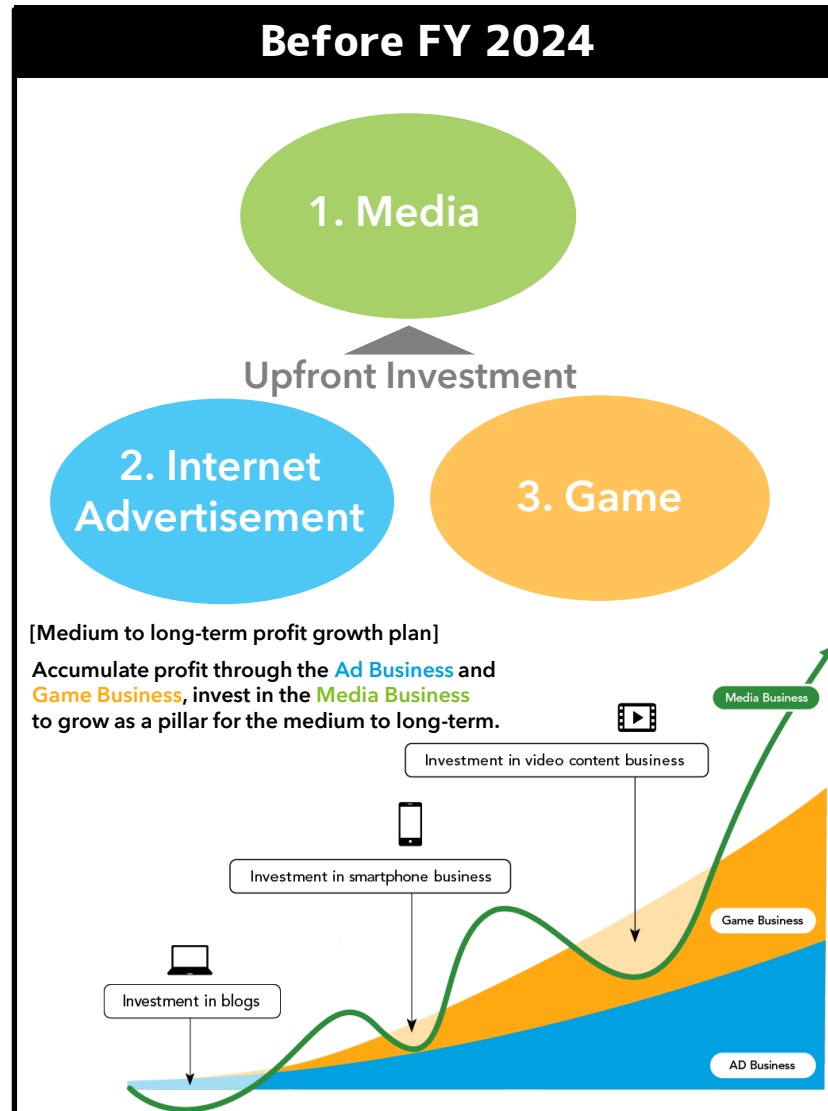 Before FY 2024
1. Media
Upfront Investment
2. Internet
Advertisement
3. Game
[Medium to long-term profit growth plan]
Accumulate profit through the Ad Business and
Game Business, invest in the Media Business
to grow as a pillar for the medium to long-term.
Media Business
Investment in video content business
Investment in smartphone business
Game Business
Investment in blogs
AD Business